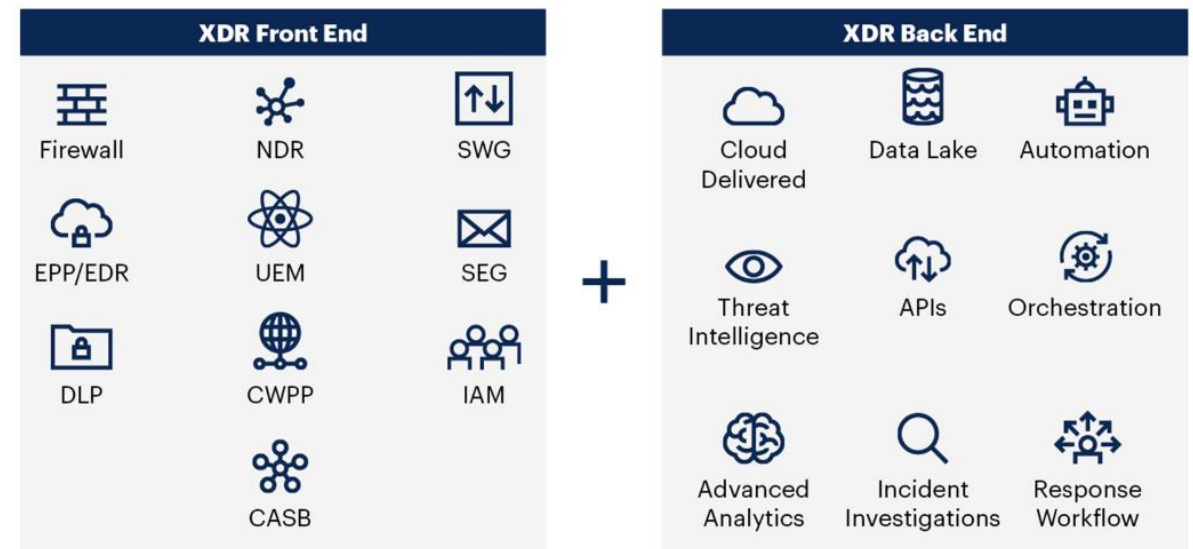 XDR Front End
Firewall
NDR
SWG
EPP/EDR
UEM
SEG
DLP
CWPP
IAM
CASB
XDR Back End
Cloud
Delivered
Data Lake
Automation
Threat
Intelligence
APIs
Orchestration
Advanced
Analytics
Incident
Investigations
Response
Workflow